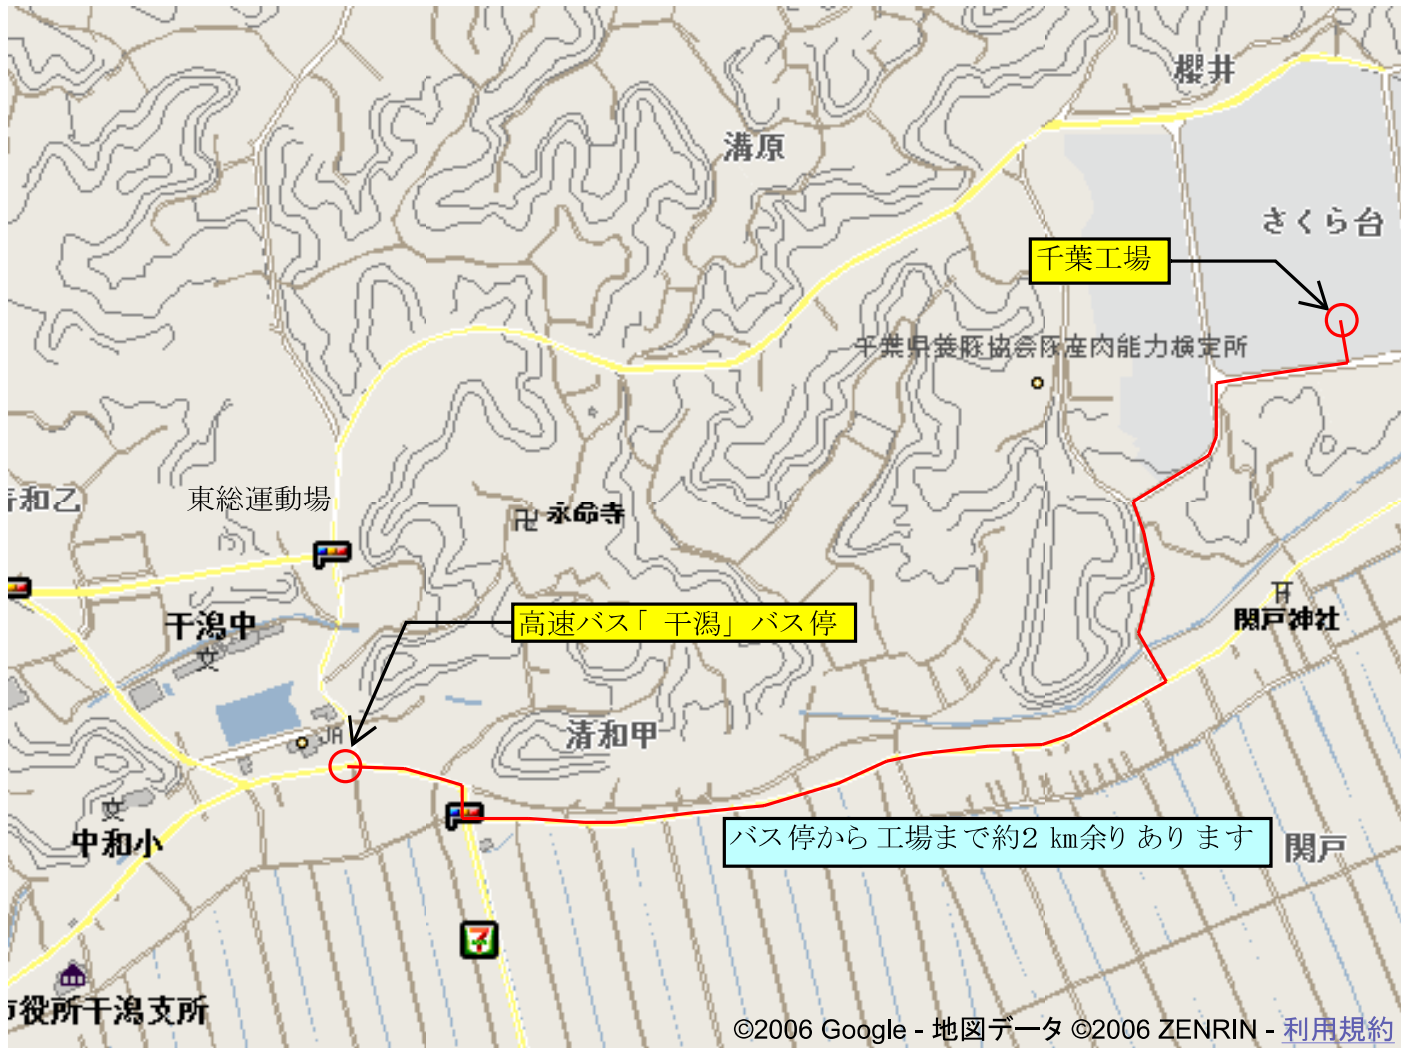 櫻井
溝原
さくら台
千葉工場
千葉県養豚協会豚産肉能力検定所
和乙
東総運動場
永命寺
関戸神社
干潟中
文
高速バス「干潟」バス停
清和甲
JA
文
中和小
バス停から工場まで約2km余りあります
関戸
7
役所干潟支所
©2006 Google - 地図データ ©2006 ZENRIN - 利用規約